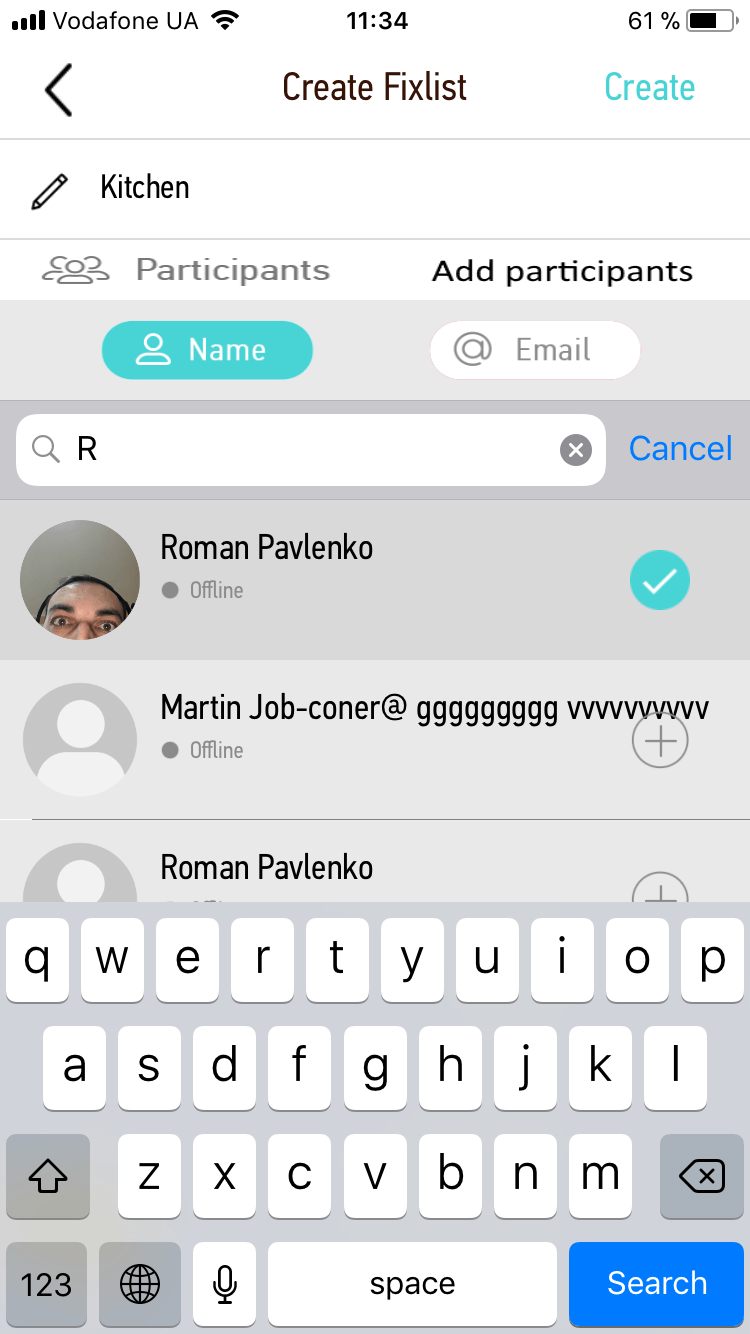 Vodafone UA 11:34 61 %
Create Fixlist Create
Kitchen
Participants Add participants
Name Email
R Cancel
Roman Pavlenko
Offline
Martin Job-coner@ ggggggggg vvvvvvvvvv
Offline
Roman Pavlenko
q w e r t y u i o p
a s d f g h j k l
z x c v b n m
123 space Search